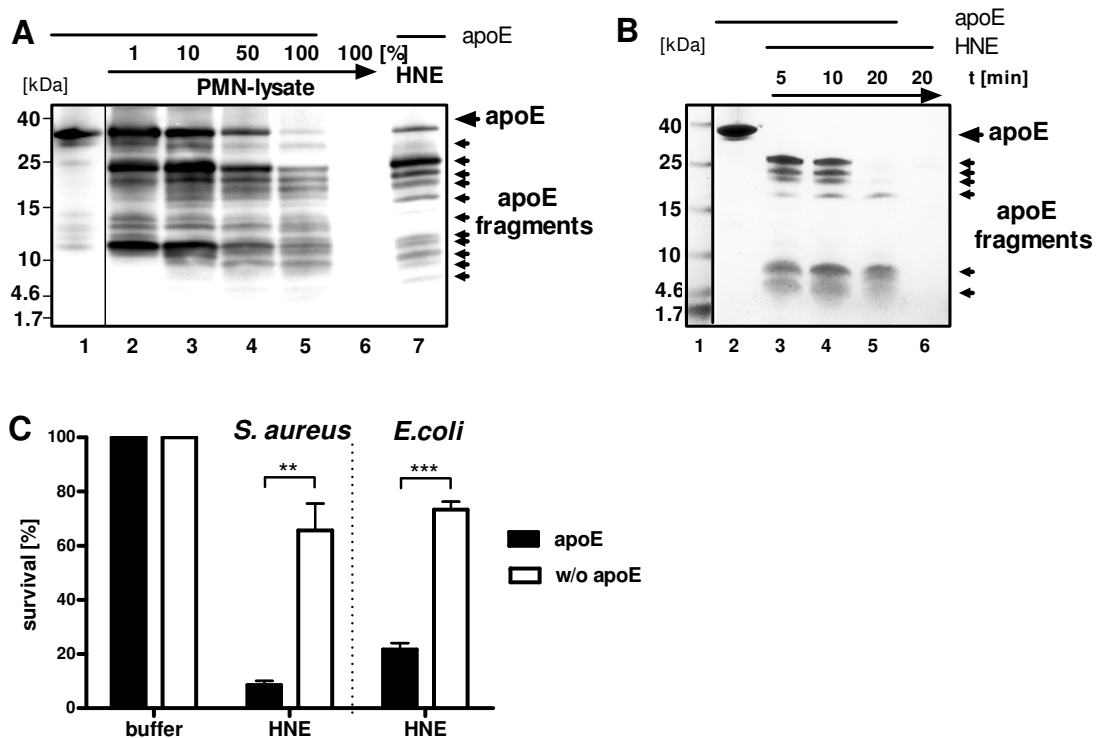 A
apoE
1 10 50 100 100 [%]
HNE
[kDa]
PMN-lysate
40
apoE
25
15
apoE
fragments
10
4.6
1.7
1 2 3 4 5 6 7
B
apoE
[kDa]
HNE
5 10 20 20 t [min]
40
apoE
25
15
apoE
fragments
10
4.6
1.7
1 2 3 4 5 6
C
S. aureus E.coli
100
** ***
80
60
40
20
0
survival [%]
apoE
w/o apoE
buffer HNE HNE